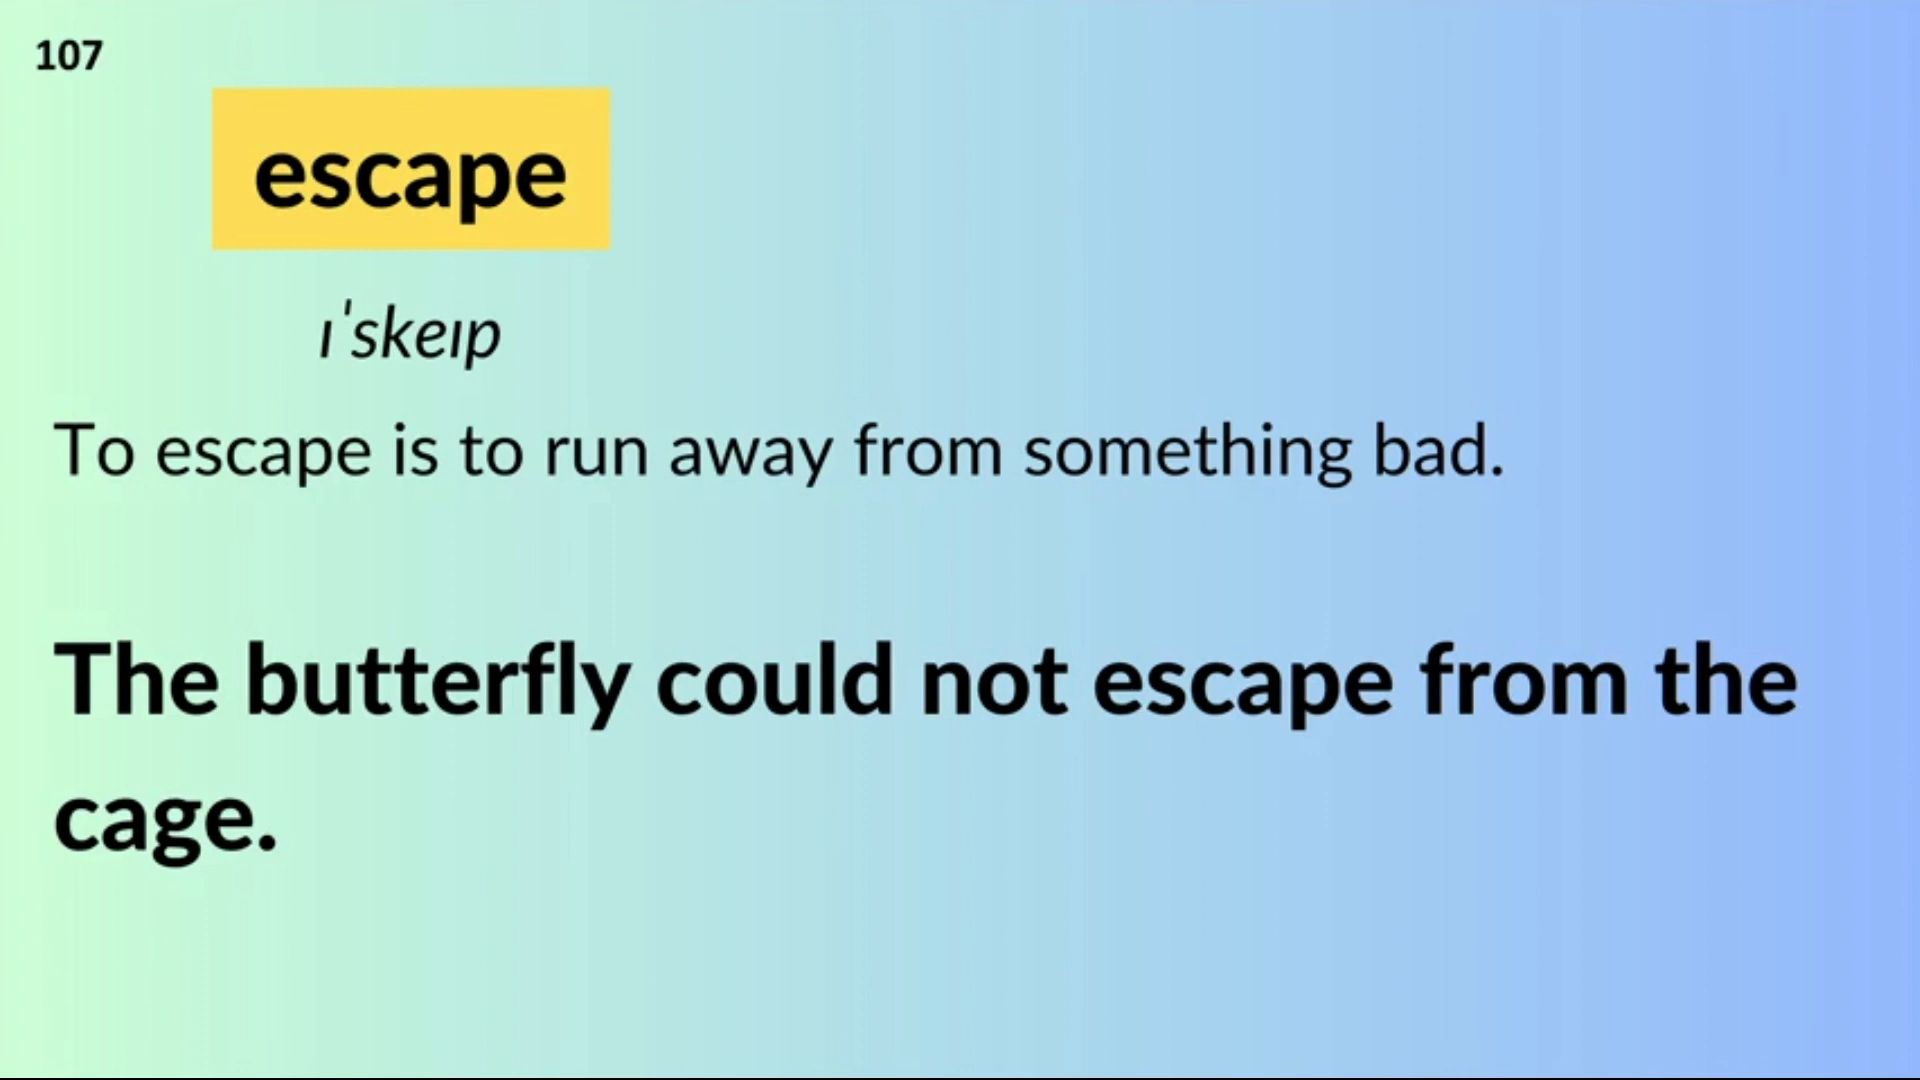 107
escape
ɪˈskeɪp
To escape is to run away from something bad.
The butterfly could not escape from the
cage.